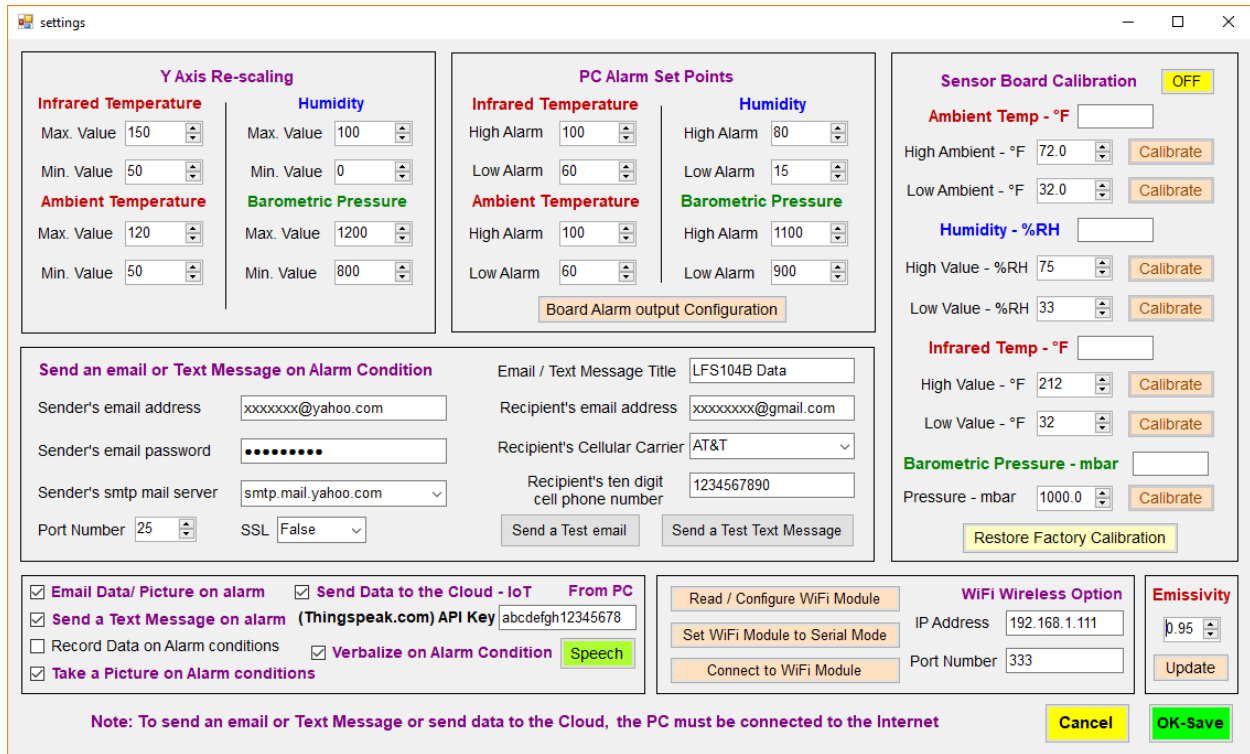 settings
Y Axis Re-scaling
Infrared Temperature
Humidity
Max. Value 150
Max. Value 100
Min. Value 50
Min. Value 0
Ambient Temperature
Barometric Pressure
Max. Value 120
Max. Value 1200
Min. Value 50
Min. Value 800
PC Alarm Set Points
Infrared Temperature
Humidity
High Alarm 100
High Alarm 80
Low Alarm 60
Low Alarm 15
Ambient Temperature
Barometric Pressure
High Alarm 100
High Alarm 1100
Low Alarm 60
Low Alarm 900
Board Alarm output Configuration
Sensor Board Calibration OFF
Ambient Temp - °F
High Ambient - °F 72.0 Calibrate
Low Ambient - °F 32.0 Calibrate
Humidity - %RH
High Value - %RH 75 Calibrate
Low Value - %RH 33 Calibrate
Infrared Temp - °F
High Value - °F 212 Calibrate
Low Value - °F 32 Calibrate
Barometric Pressure - mbar
Pressure - mbar 1000.0 Calibrate
Restore Factory Calibration
Send an email or Text Message on Alarm Condition
Sender's email address xxxxxxx@yahoo.com
Sender's email password ●●●●●●●●●
Sender's smtp mail server smtp.mail.yahoo.com
Port Number 25 SSL False
Email / Text Message Title LFS104B Data
Recipient's email address xxxxxxxx@gmail.com
Recipient's Cellular Carrier AT&T
Recipient's ten digit
cell phone number 1234567890
Send a Test email Send a Test Text Message
Email Data/ Picture on alarm
Send Data to the Cloud - IoT From PC
Send a Text Message on alarm
(Thingspeak.com) API Key abcdefgh12345678
Record Data on Alarm conditions
Verbalize on Alarm Condition Speech
Take a Picture on Alarm conditions
Read / Configure WiFi Module
WiFi Wireless Option
Set WiFi Module to Serial Mode
IP Address 192.168.1.111
Connect to WiFi Module
Port Number 333
Emissivity
0.95
Update
Note: To send an email or Text Message or send data to the Cloud, the PC must be connected to the Internet
Cancel OK-Save